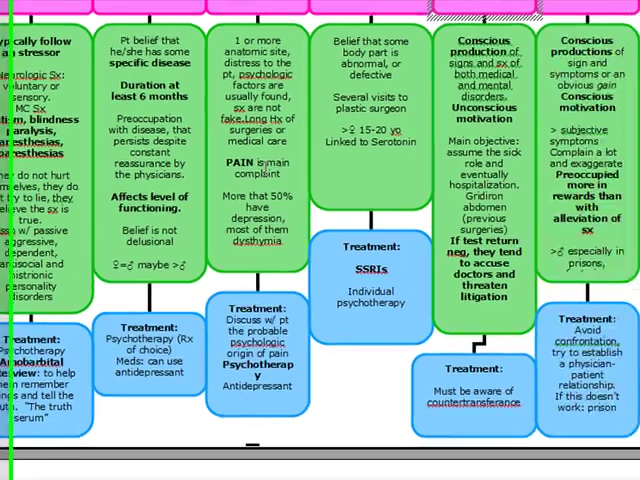 ypically follow
an stressor
Neurologic Sx:
voluntary or
sensory.
MC Sx
tism, blindness
paralysis,
anesthesias,
paresthesias
hey do not hurt
mselves, they do
t try to lie, they
elieve the sx is
true.
w/ passive
aggressive,
dependent,
antisocial and
histrionic
personality
disorders
Treatment:
Psychotherapy
Amobarbital
erview: to help
em remember
ings and tell the
uth. "The truth
serum"
Pt belief that
he/she has some
specific disease
Duration at
least 6 months
Preoccupation
with disease, that
persists despite
constant
reassurance by
the physicians.
Affects level of
functioning.
Belief is not
delusional
♀=♂ maybe >♂
Treatment:
Psychotherapy (Rx
of choice)
Meds: can use
antidepressant
1 or more
anatomic site,
distress to the
pt, psychologic
factors are
usually found,
sx are not
fake.Long Hx of
surgeries or
medical care
PAIN is main
complaint
More that 50%
have
depression,
most of them
dysthymia
Treatment:
Discuss w/ pt
the probable
psychologic
origin of pain
Psychotherap
y
Antidepressant
Belief that some
body part is
abnormal, or
defective
Several visits to
plastic surgeon
>♀ 15-20 yo
Linked to Serotonin
Treatment:
SSRIs
Individual
psychotherapy
Conscious
production of
signs and sx of
both medical
and mental
disorders.
Unconscious
motivation
Main objective:
assume the sick
role and
eventually
hospitalization.
Gridiron
abdomen
(previous
surgeries)
If test return
neg, they tend
to accuse
doctors and
threaten
litigation
Treatment:
Must be aware of
countertransferance
Conscious
productions of
sign and
symptoms or an
obvious gain
Conscious
motivation
> subjective
symptoms
Complain a lot
and exaggerate
Preoccupied
more in
rewards than
with
alleviation of
sx
>♂ especially in
prisons,
Treatment:
Avoid
confrontation,
try to establish
a physician-
patient
relationship.
If this doesn't
work: prison